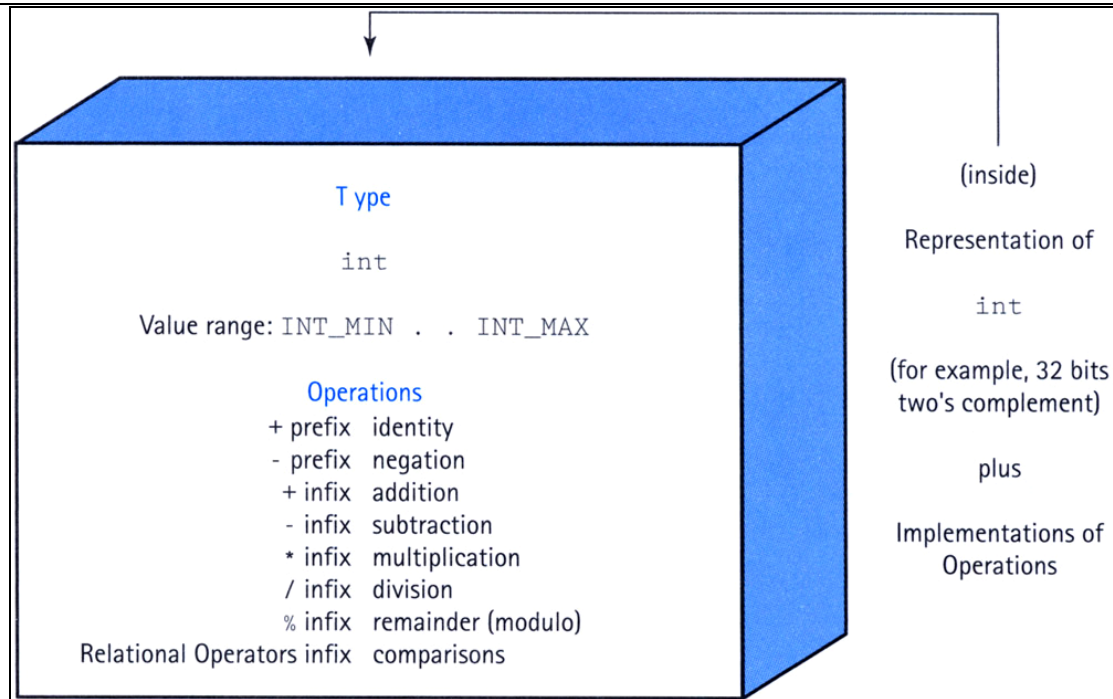 T ype
int
Value range: INT_MIN . . INT_MAX
Operations
+ prefix identity
- prefix negation
+ infix addition
- infix subtraction
* infix multiplication
/ infix division
% infix remainder (modulo)
Relational Operators infix comparisons
(inside)
Representation of
int
(for example, 32 bits
two's complement)
plus
Implementations of
Operations